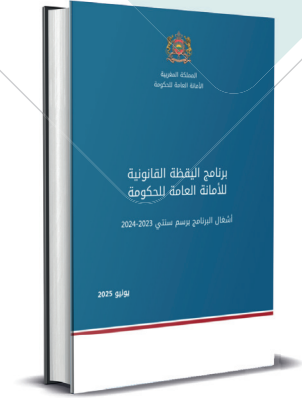 المملكة المغربية
الأمانة العامة للحكومة
برنامج اليقظة القانونية
للأمانة العامة للحكومة
أشغال البرنامج برسم سنتي 2023-2024
يونيو 2025